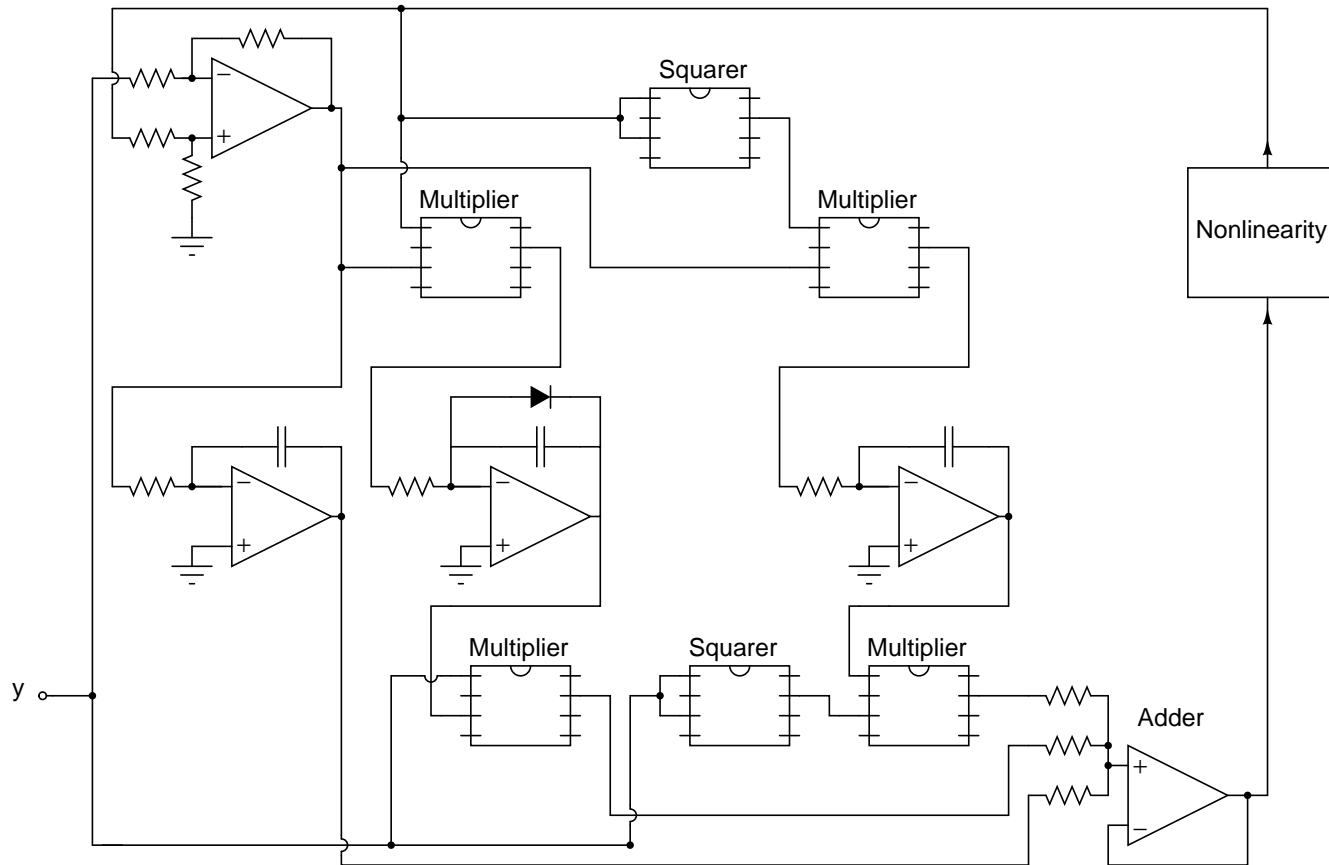 Squarer
Multiplier
Multiplier
Nonlinearity
−
+
−
+
−
+
−
+
Multiplier
Squarer
Multiplier
y
Adder
+
−